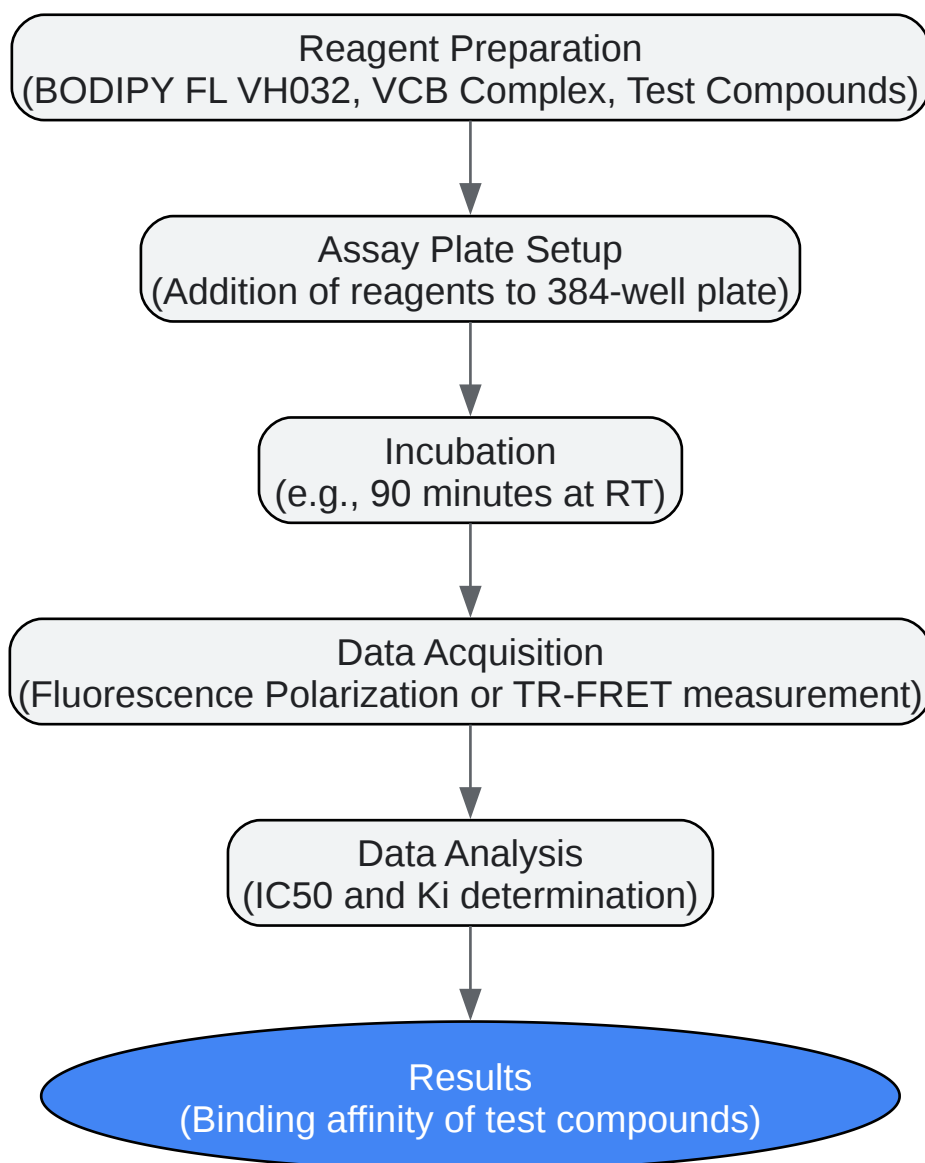 Reagent Preparation
(BODIPY FL VH032, VCB Complex, Test Compounds)
Assay Plate Setup
(Addition of reagents to 384-well plate)
Incubation
(e.g., 90 minutes at RT)
Data Acquisition
(Fluorescence Polarization or TR-FRET measurement)
Data Analysis
(IC50 and Ki determination)
Results
(Binding affinity of test compounds)